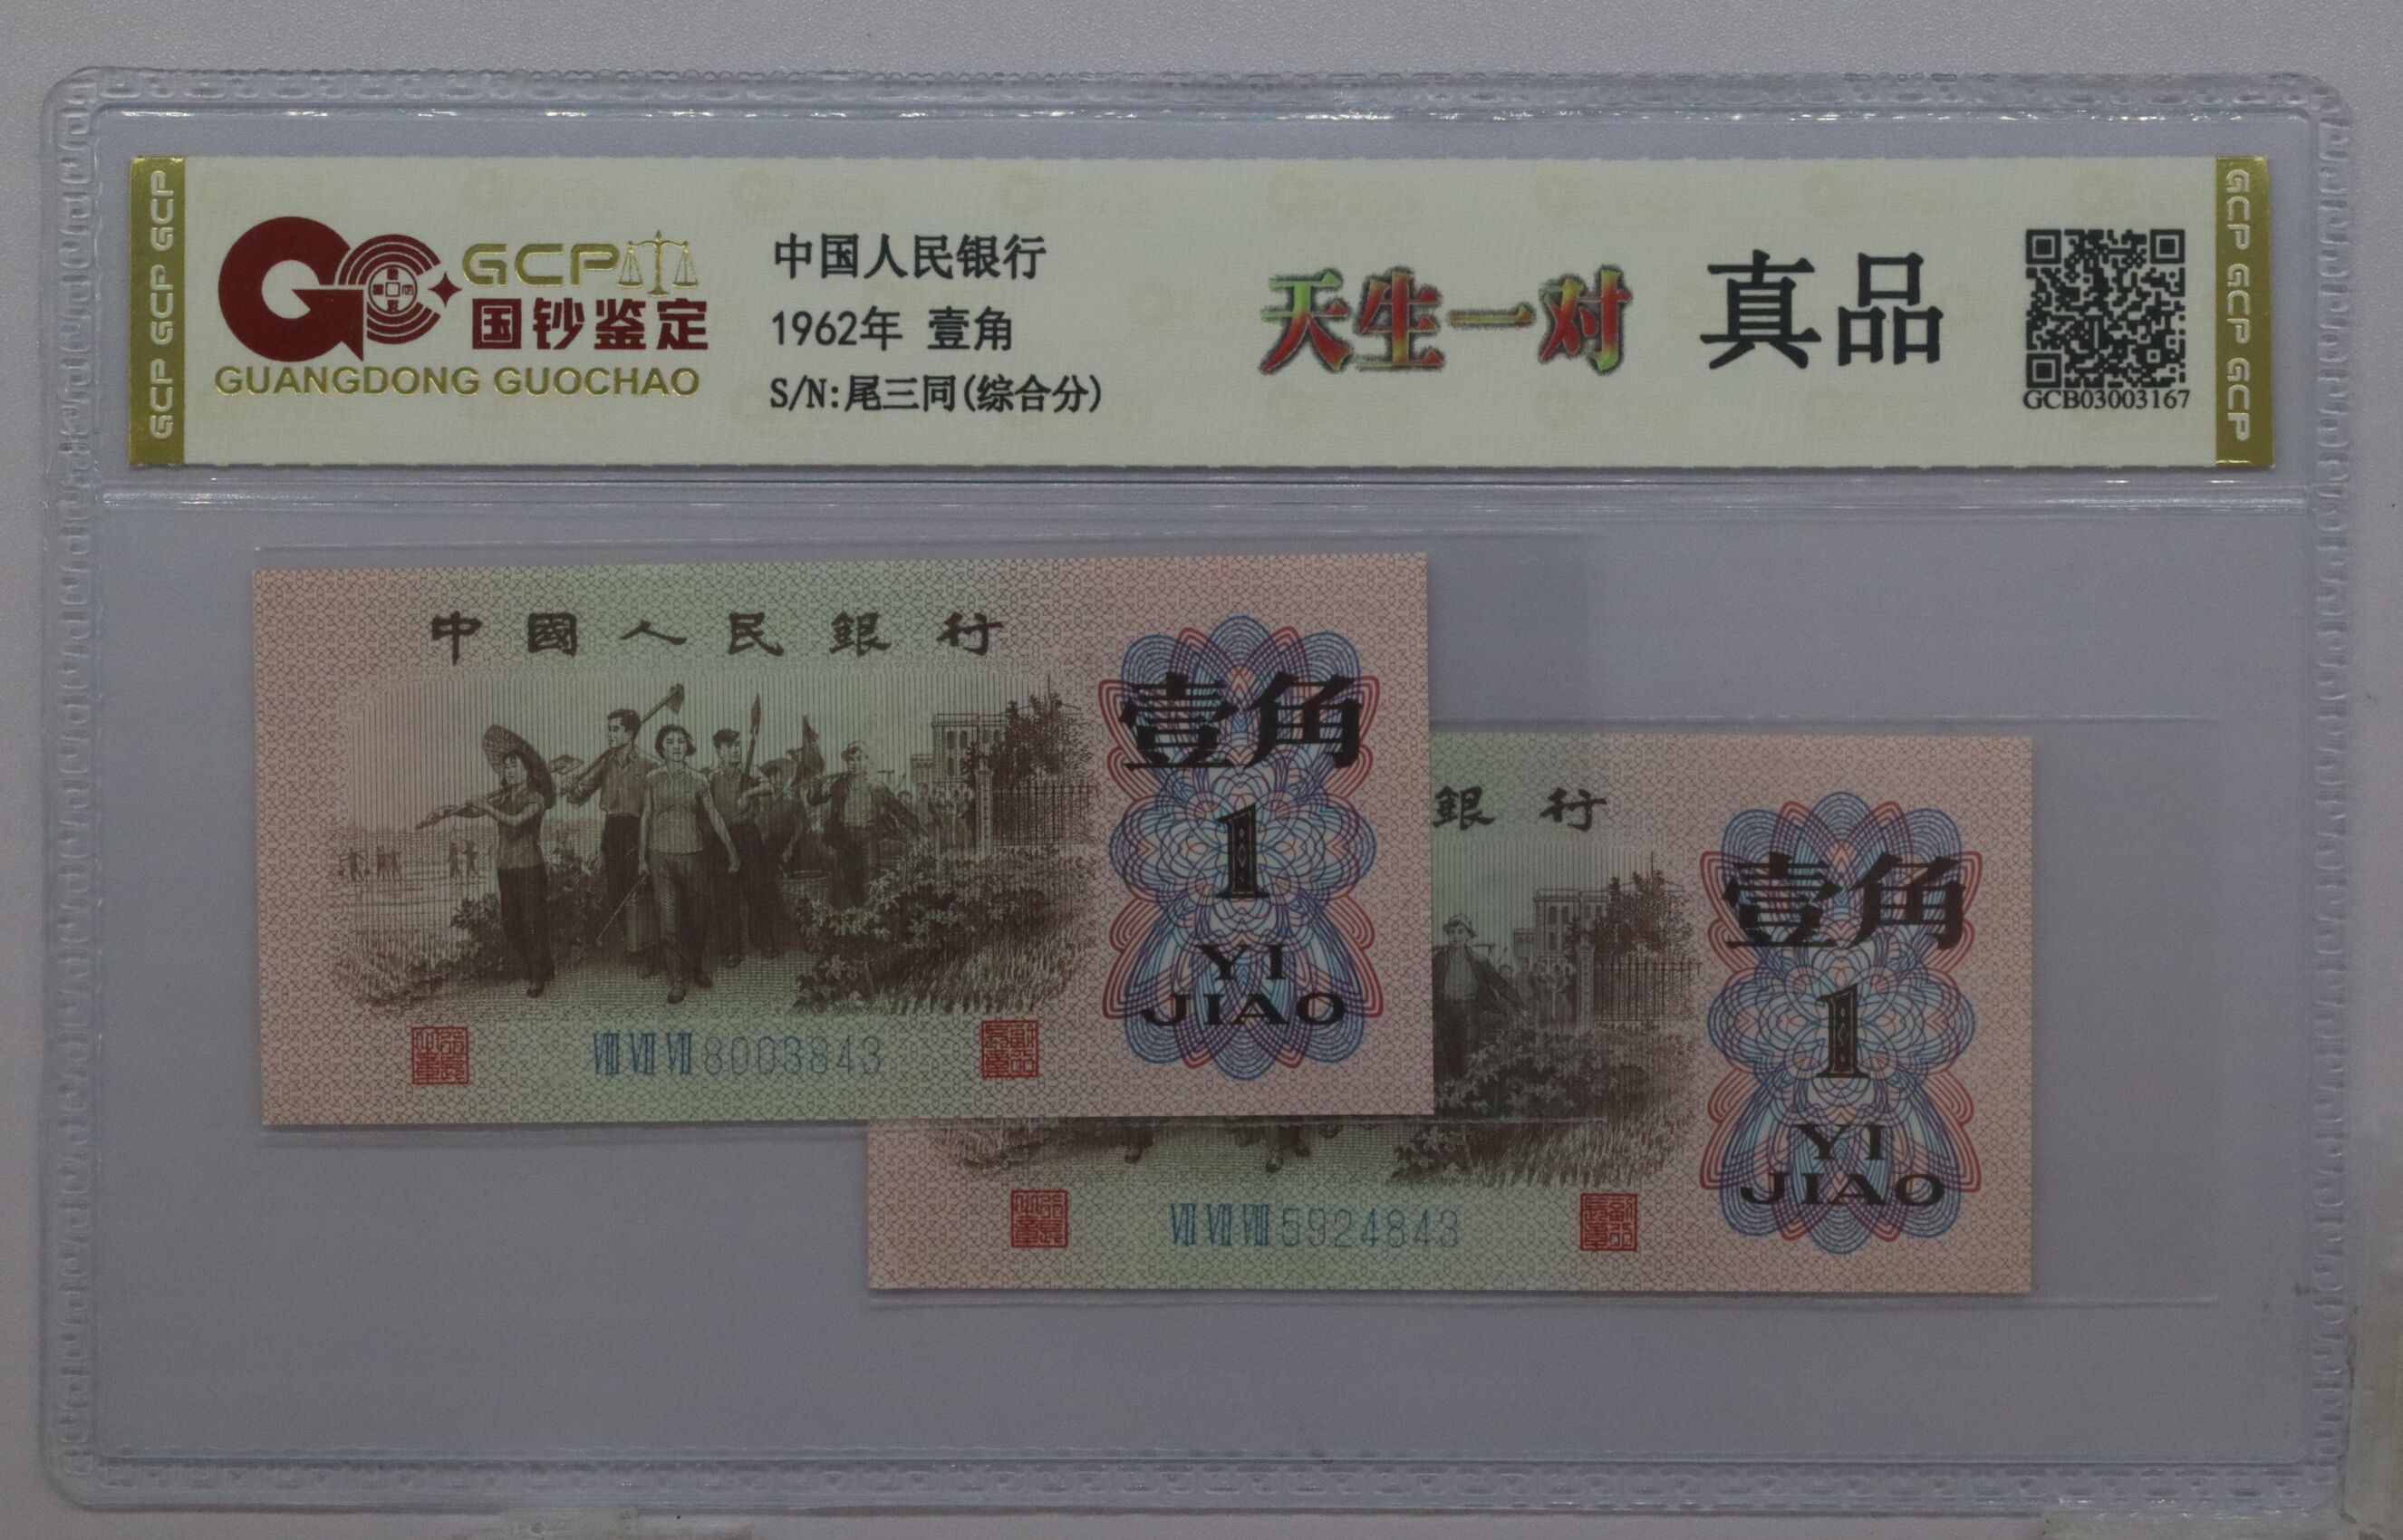 GCP GCP GCP
GCP
国钞鉴定
GUANGDONG GUOCHAO
中国人民银行
1962年 壹角
S/N:尾三同(综合分)
天生一对
真品
GCB03003167
GCP GCP GCP
中國人民銀行
壹角
1
YI
JIAO
Ⅷ Ⅶ Ⅶ 8003843
銀行
壹角
1
YI
JIAO
Ⅶ Ⅶ Ⅷ 5924843